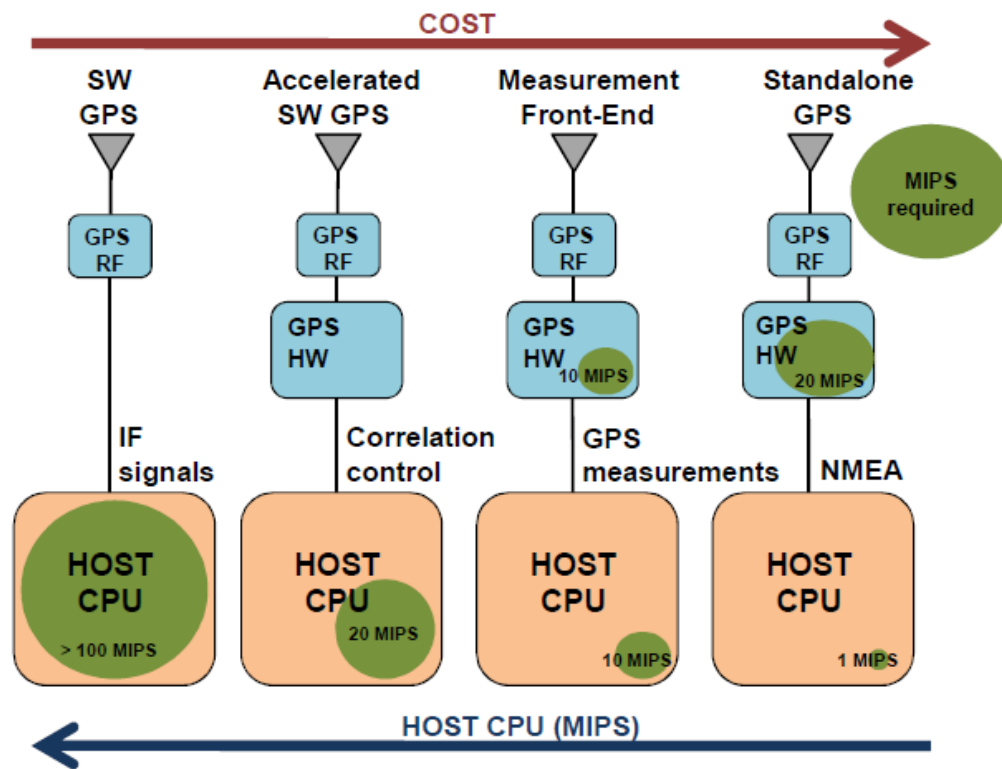 COST
SW
GPS
Accelerated
SW GPS
Measurement
Front-End
Standalone
GPS
MIPS
required
GPS
RF
GPS
RF
GPS
RF
GPS
RF
GPS
HW
GPS
HW
10 MIPS
GPS
HW
20 MIPS
IF
signals
Correlation
control
GPS
measurements
NMEA
HOST
CPU
> 100 MIPS
HOST
CPU
20 MIPS
HOST
CPU
10 MIPS
HOST
CPU
1 MIPS
HOST CPU (MIPS)